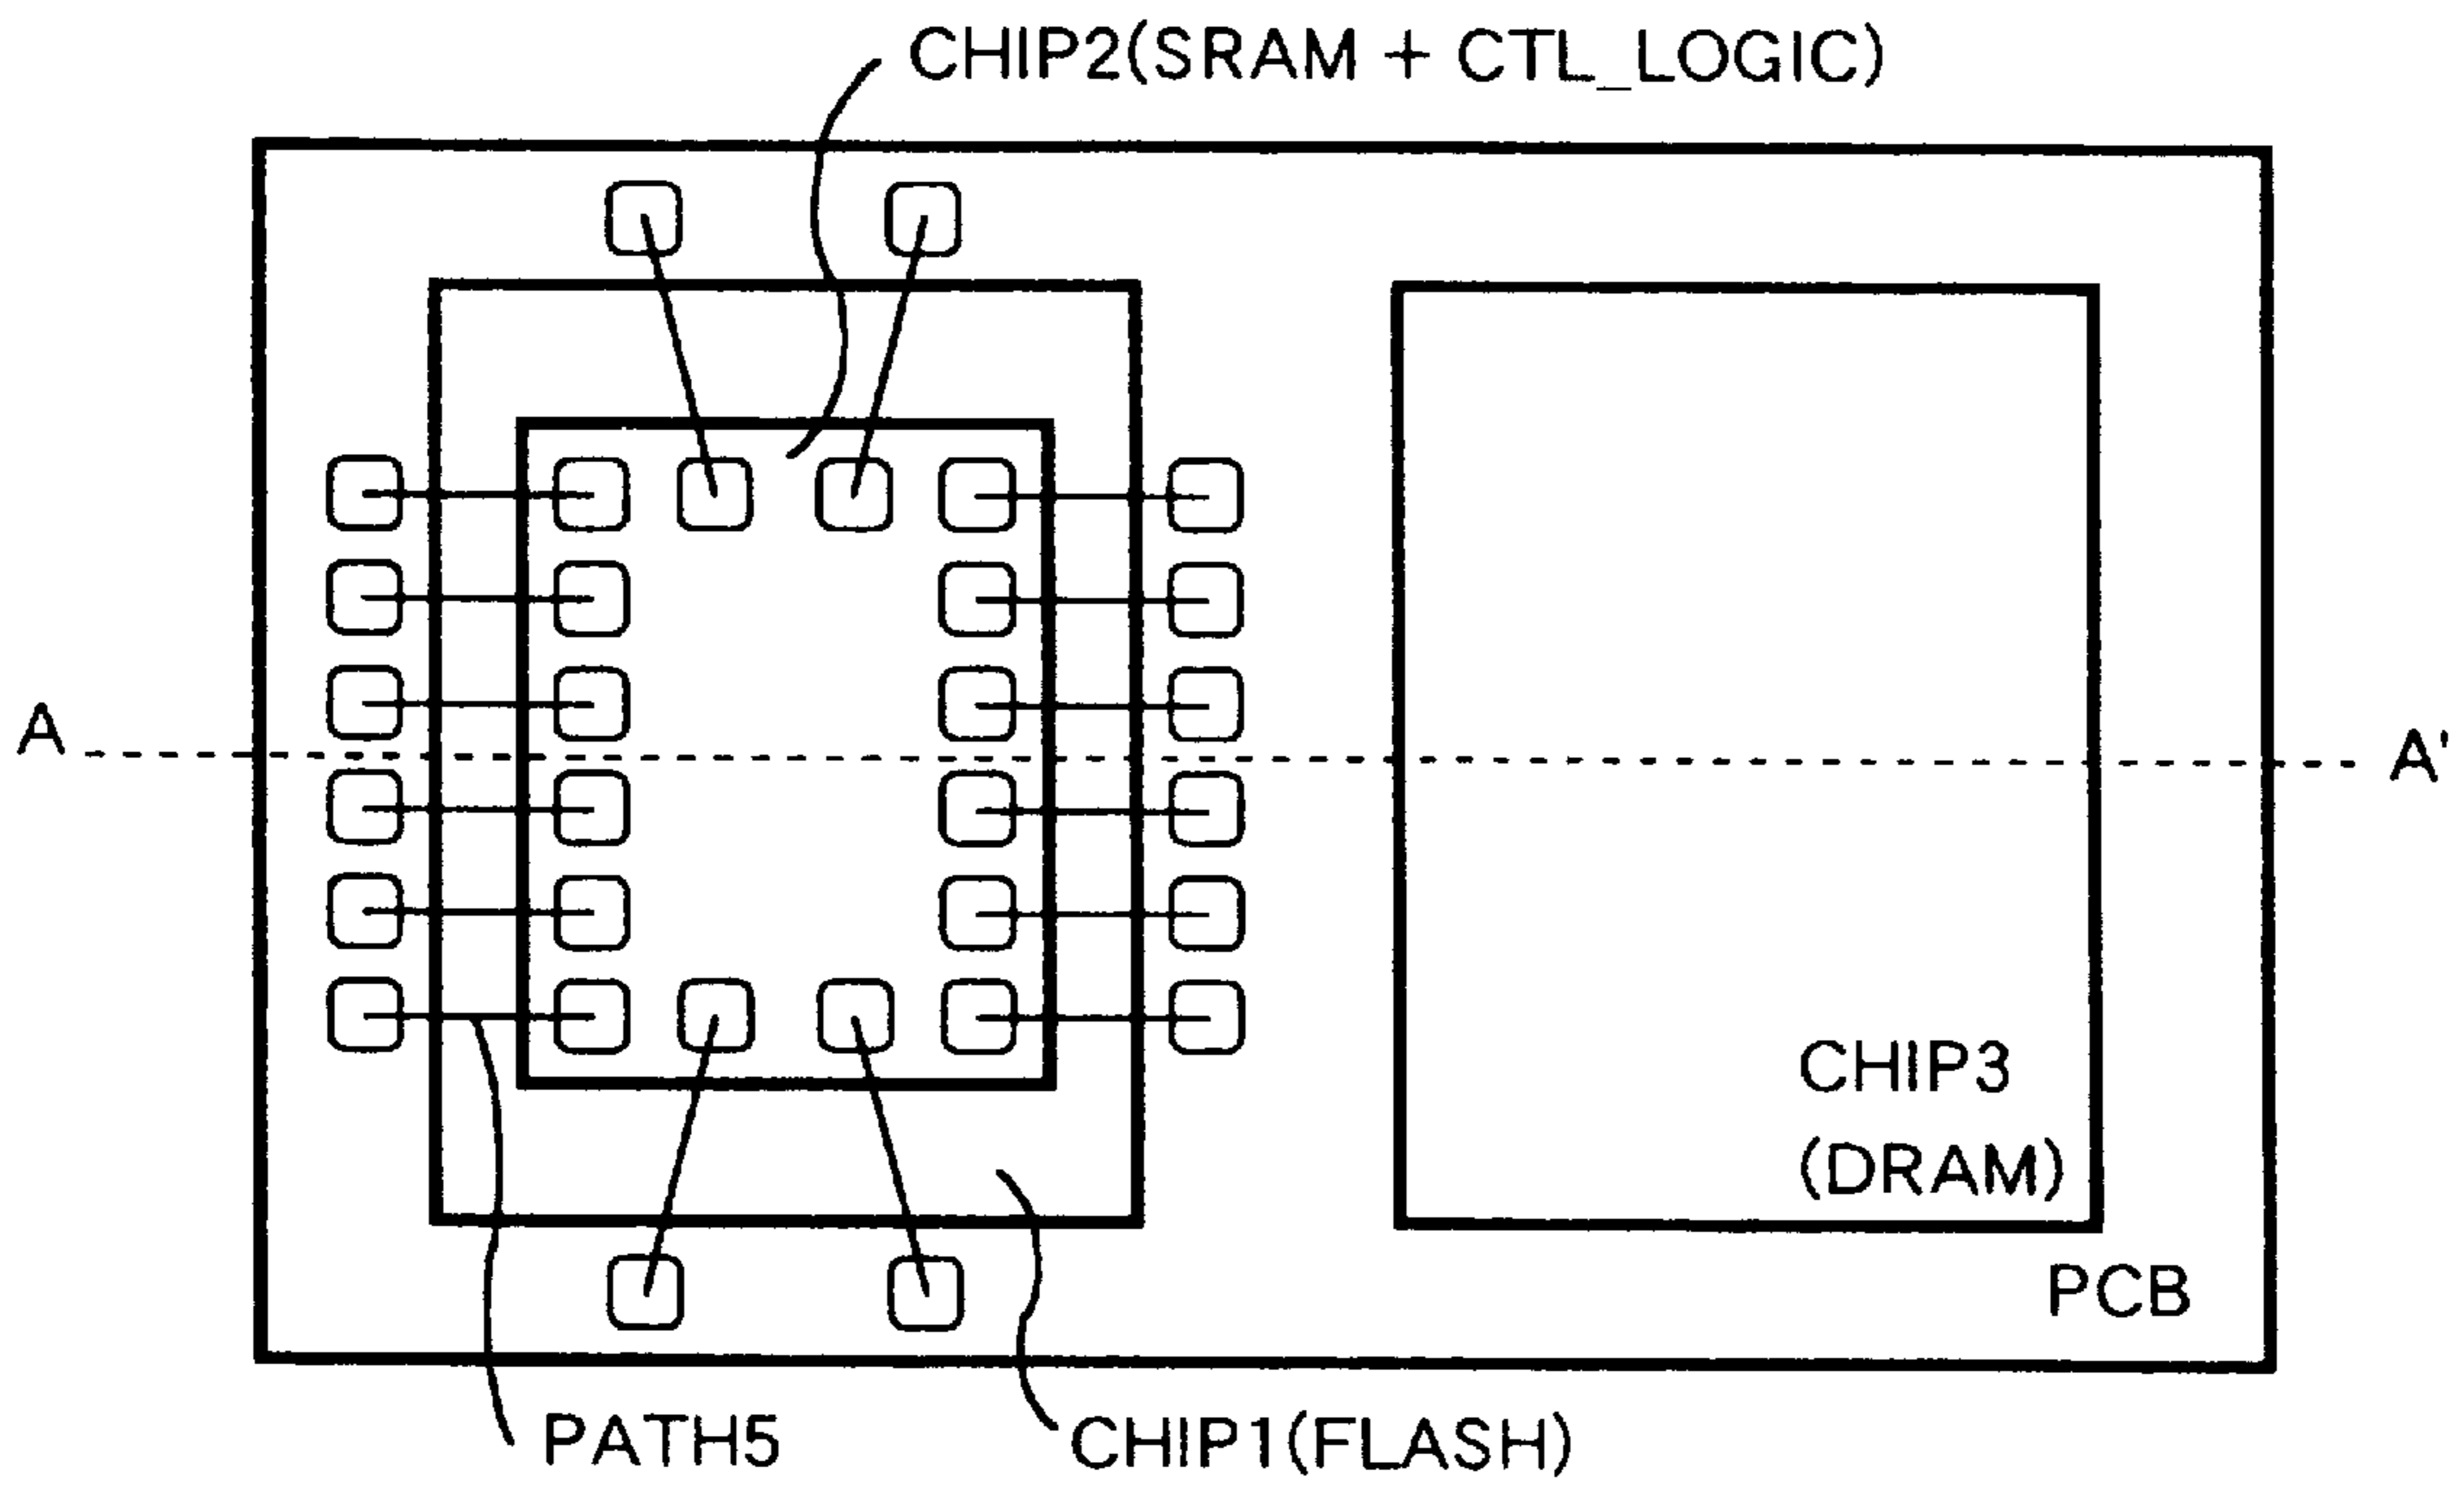 CHIP2(SRAM + CTL_LOGIC)
A
A'
CHIP3
(DRAM)
PCB
PATH5
CHIP1(FLASH)